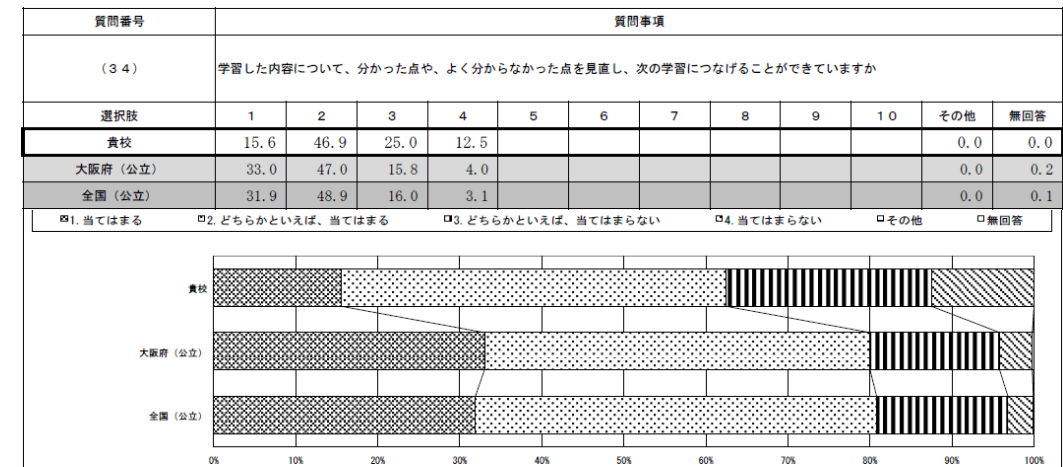 質問番号 質問事項
（３４） 学習した内容について、分かった点や、よく分からなかった点を見直し、次の学習につなげることができていますか
選択肢 １ ２ ３ ４ ５ ６ ７ ８ ９ １０ その他 無回答
貴校 15.6 46.9 25.0 12.5 0.0 0.0
大阪府（公立） 33.0 47.0 15.8 4.0 0.0 0.2
全国（公立） 31.9 48.9 16.0 3.1 0.0 0.1
1. 当てはまる 2. どちらかといえば、当てはまる 3. どちらかといえば、当てはまらない 4. 当てはまらない その他 無回答
貴校
大阪府（公立）
全国（公立）
0% 10% 20% 30% 40% 50% 60% 70% 80% 90% 100%